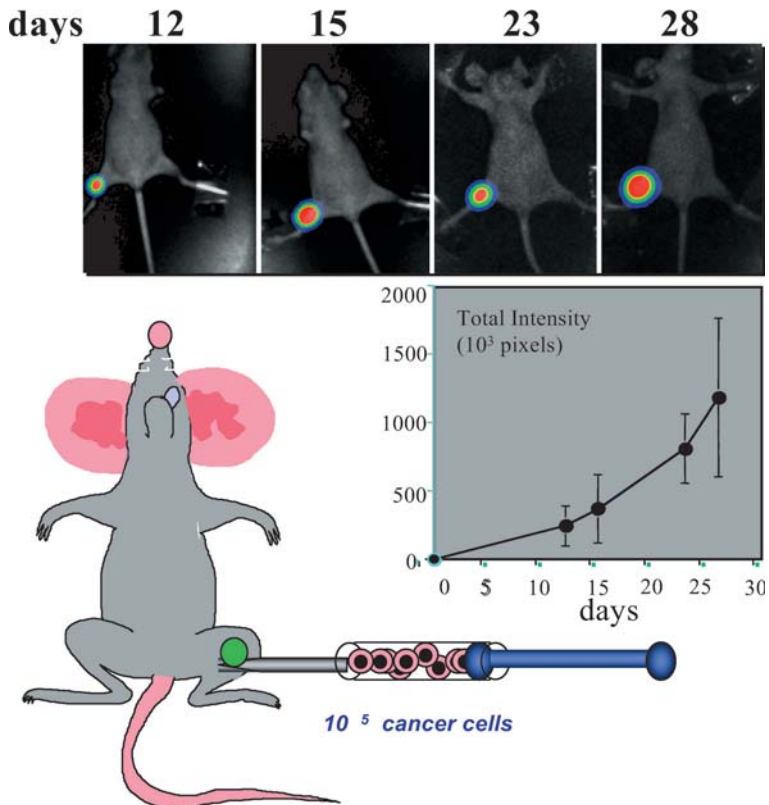 days 12 15 23 28
2000
Total Intensity
(10³ pixels)
1500
1000
500
0
0 5 10 15 20 25 30
days
10 ⁵ cancer cells